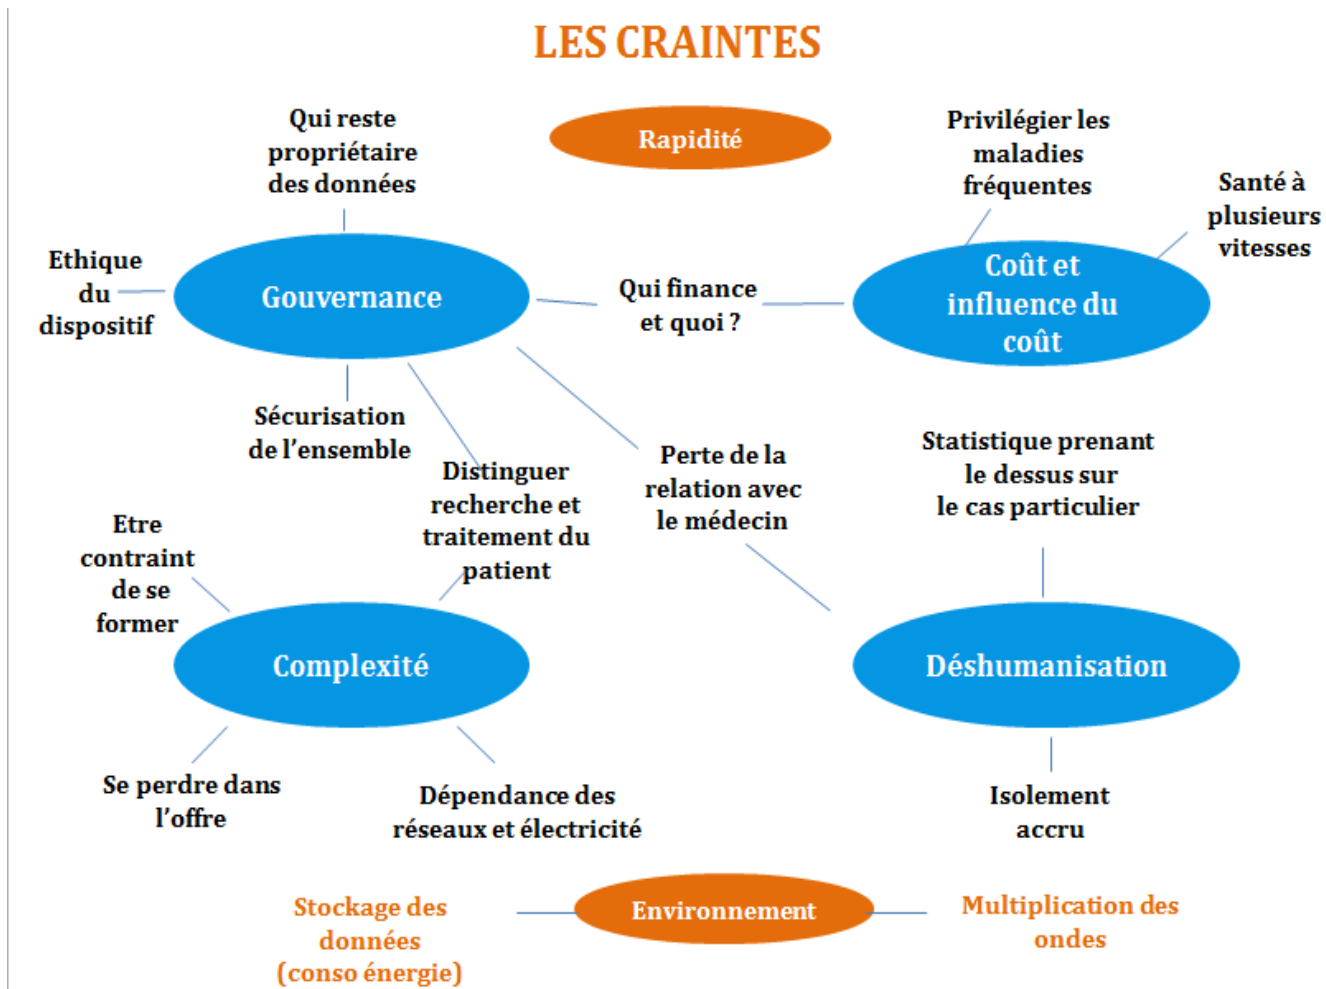 LES CRAINTES
Rapidité
Qui reste
propriétaire
des données
Privilégier les
maladies
fréquentes
Santé à
plusieurs
vitesses
Ethique
du
dispositif
Gouvernance
Qui finance
et quoi ?
Coût et
influence du
coût
Sécurisation
de l'ensemble
Distinguer
recherche et
traitement du
patient
Perte de la
relation avec
le médecin
Statistique prenant
le dessus sur
le cas particulier
Etre
contraint
de se
former
Complexité
Déshumanisation
Se perdre dans
l'offre
Dépendance des
réseaux et électricité
Isolement
accru
Stockage des
données
(conso énergie)
Environnement
Multiplication des
ondes